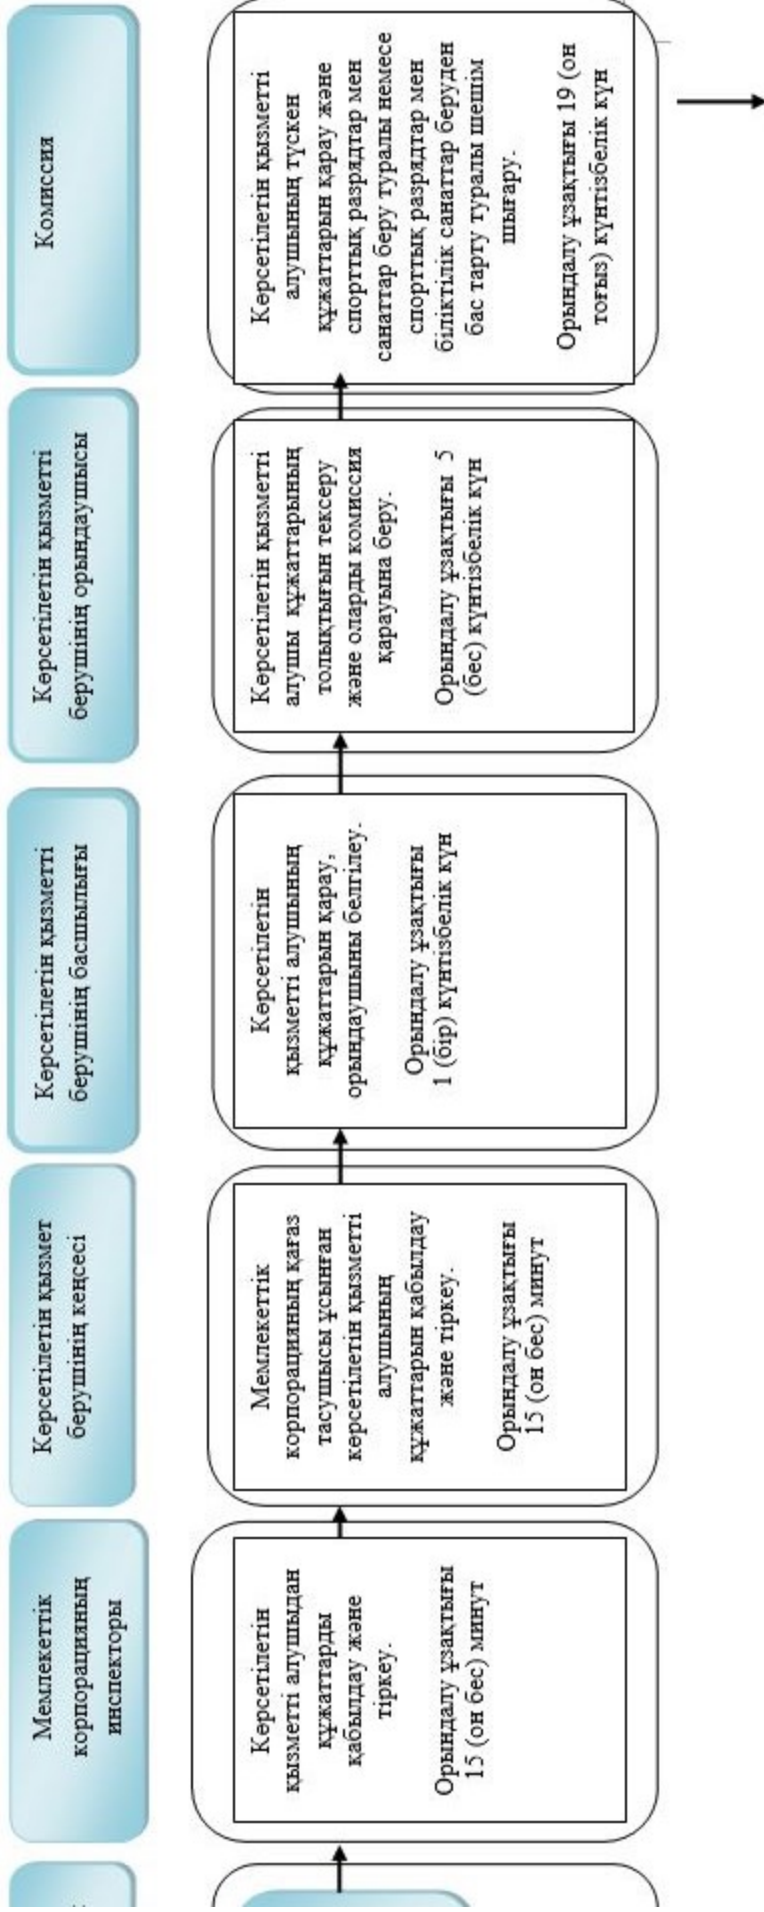 Мемлекеттік
корпорацияның
инспекторы
Көрсетілетін қызмет
берушінің кеңсесі
Көрсетілетін қызметті
берушінің басшылығы
Көрсетілетін қызметті
берушінің орындаушысы
Комиссия
Көрсетілетін
қызметті алушыдан
құжаттарды
қабылдау және
тіркеу.
Орындалу ұзақтығы
15 (он бес) минут
Мемлекеттік
корпорацияның қағаз
тасушысы ұсынған
көрсетілетін қызметті
алушының
құжаттарын қабылдау
және тіркеу.
Орындалу ұзақтығы
15 (он бес) минут
Көрсетілетін
қызметті алушының
құжаттарын қарау,
орындаушыны белгілеу.
Орындалу ұзақтығы
1 (бір) күнтізбелік күн
Көрсетілетін қызметті
алушы құжаттарының
толықтығын тексеру
және оларды комиссия
қарауына беру.
Орындалу ұзақтығы 5
(бес) күнтізбелік күн
Көрсетілетін қызметті
алушының түскен
құжаттарын қарау және
спорттық разрядтар мен
санаттар беру туралы немесе
спорттық разрядтар мен
біліктілік санаттар беруден
бас тарту туралы шешім
шығару.
Орындалу ұзақтығы 19 (он
тоғыз) күнтізбелік күн